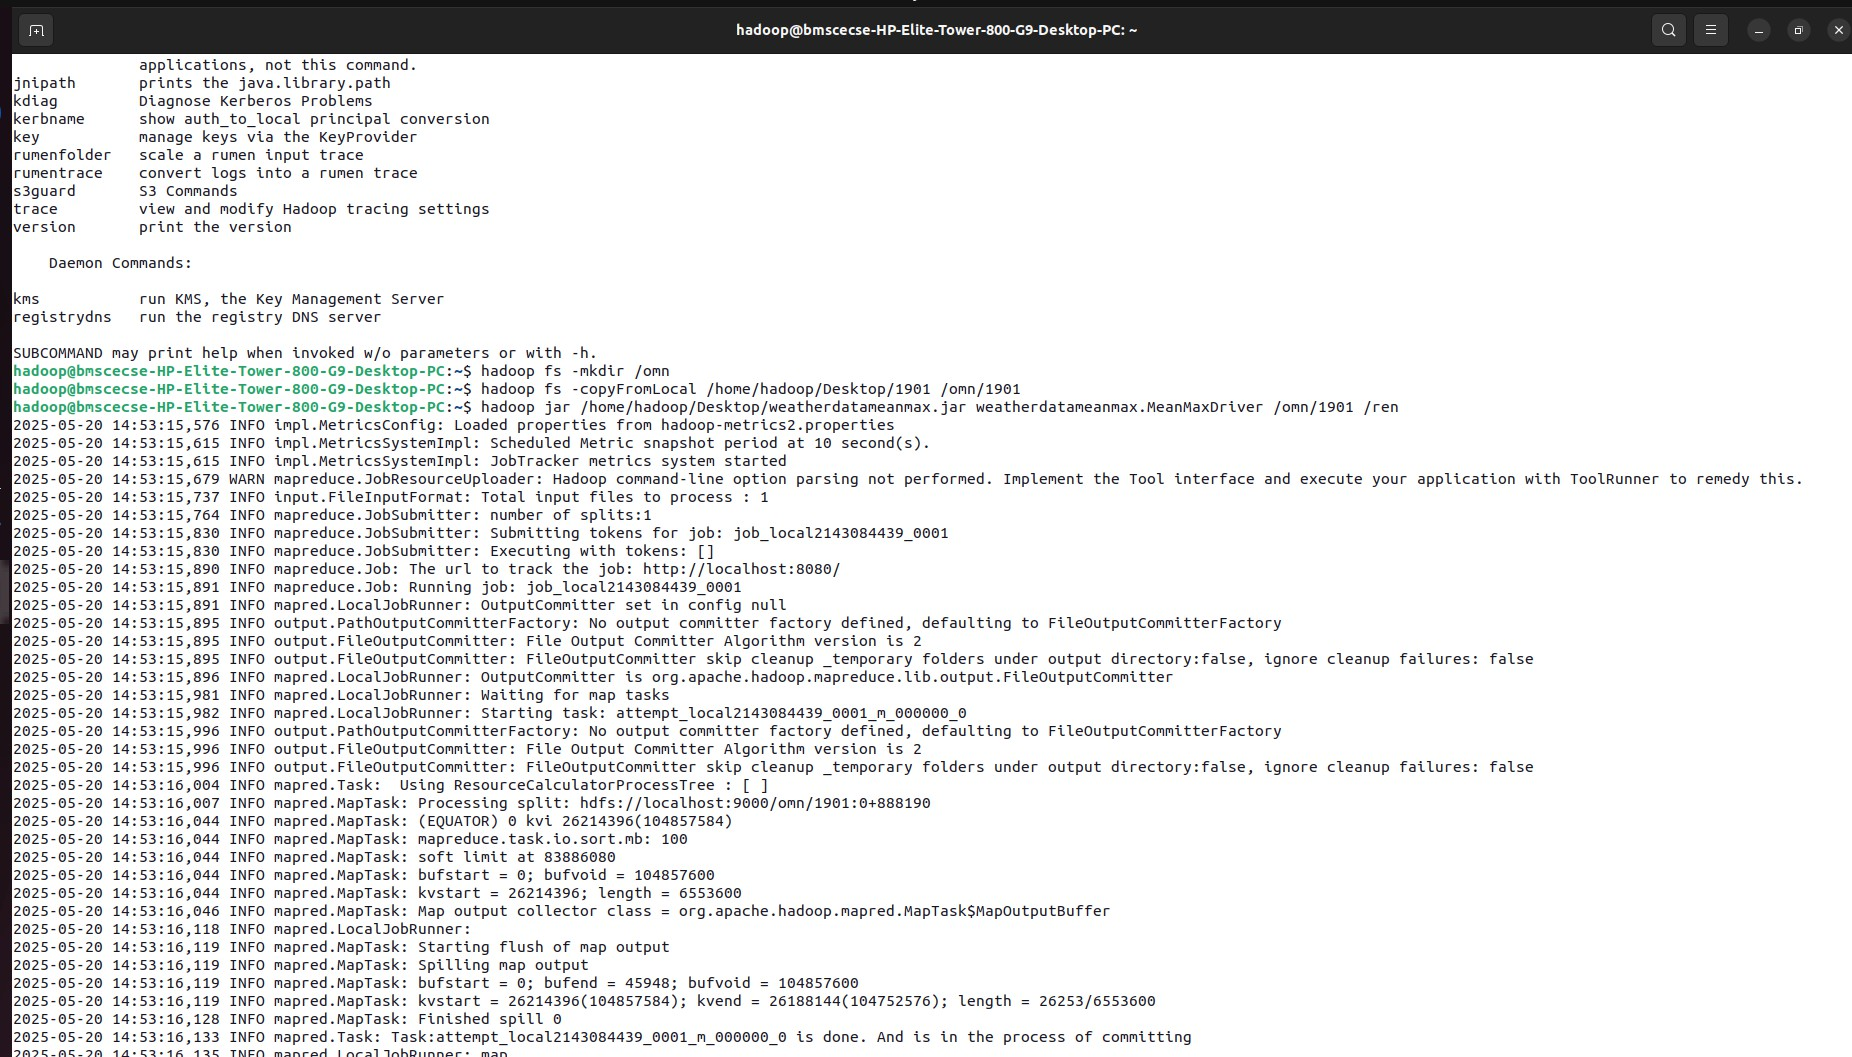 hadoop@bmscecse-HP-Elite-Tower-800-G9-Desktop-PC: ~
              applications, not this command.
jnipath       prints the java.library.path
kdiag         Diagnose Kerberos Problems
kerbname      show auth_to_local principal conversion
key           manage keys via the KeyProvider
rumenfolder   scale a rumen input trace
rumentrace    convert logs into a rumen trace
s3guard       S3 Commands
trace         view and modify Hadoop tracing settings
version       print the version
    Daemon Commands:
kms           run KMS, the Key Management Server
registrydns   run the registry DNS server
SUBCOMMAND may print help when invoked w/o parameters or with -h.
hadoop@bmscecse-HP-Elite-Tower-800-G9-Desktop-PC:~$ hadoop fs -mkdir /omn
hadoop@bmscecse-HP-Elite-Tower-800-G9-Desktop-PC:~$ hadoop fs -copyFromLocal /home/hadoop/Desktop/1901 /omn/1901
hadoop@bmscecse-HP-Elite-Tower-800-G9-Desktop-PC:~$ hadoop jar /home/hadoop/Desktop/weatherdatameanmax.jar weatherdatameanmax.MeanMaxDriver /omn/1901 /ren
2025-05-20 14:53:15,576 INFO impl.MetricsConfig: Loaded properties from hadoop-metrics2.properties
2025-05-20 14:53:15,615 INFO impl.MetricsSystemImpl: Scheduled Metric snapshot period at 10 second(s).
2025-05-20 14:53:15,615 INFO impl.MetricsSystemImpl: JobTracker metrics system started
2025-05-20 14:53:15,679 WARN mapreduce.JobResourceUploader: Hadoop command-line option parsing not performed. Implement the Tool interface and execute your application with ToolRunner to remedy this.
2025-05-20 14:53:15,737 INFO input.FileInputFormat: Total input files to process : 1
2025-05-20 14:53:15,764 INFO mapreduce.JobSubmitter: number of splits:1
2025-05-20 14:53:15,830 INFO mapreduce.JobSubmitter: Submitting tokens for job: job_local2143084439_0001
2025-05-20 14:53:15,830 INFO mapreduce.JobSubmitter: Executing with tokens: []
2025-05-20 14:53:15,890 INFO mapreduce.Job: The url to track the job: http://localhost:8080/
2025-05-20 14:53:15,891 INFO mapreduce.Job: Running job: job_local2143084439_0001
2025-05-20 14:53:15,891 INFO mapred.LocalJobRunner: OutputCommitter set in config null
2025-05-20 14:53:15,895 INFO output.PathOutputCommitterFactory: No output committer factory defined, defaulting to FileOutputCommitterFactory
2025-05-20 14:53:15,895 INFO output.FileOutputCommitter: File Output Committer Algorithm version is 2
2025-05-20 14:53:15,895 INFO output.FileOutputCommitter: FileOutputCommitter skip cleanup _temporary folders under output directory:false, ignore cleanup failures: false
2025-05-20 14:53:15,896 INFO mapred.LocalJobRunner: OutputCommitter is org.apache.hadoop.mapreduce.lib.output.FileOutputCommitter
2025-05-20 14:53:15,981 INFO mapred.LocalJobRunner: Waiting for map tasks
2025-05-20 14:53:15,982 INFO mapred.LocalJobRunner: Starting task: attempt_local2143084439_0001_m_000000_0
2025-05-20 14:53:15,996 INFO output.PathOutputCommitterFactory: No output committer factory defined, defaulting to FileOutputCommitterFactory
2025-05-20 14:53:15,996 INFO output.FileOutputCommitter: File Output Committer Algorithm version is 2
2025-05-20 14:53:15,996 INFO output.FileOutputCommitter: FileOutputCommitter skip cleanup _temporary folders under output directory:false, ignore cleanup failures: false
2025-05-20 14:53:16,004 INFO mapred.Task:  Using ResourceCalculatorProcessTree : [ ]
2025-05-20 14:53:16,007 INFO mapred.MapTask: Processing split: hdfs://localhost:9000/omn/1901:0+888190
2025-05-20 14:53:16,044 INFO mapred.MapTask: (EQUATOR) 0 kvi 26214396(104857584)
2025-05-20 14:53:16,044 INFO mapred.MapTask: mapreduce.task.io.sort.mb: 100
2025-05-20 14:53:16,044 INFO mapred.MapTask: soft limit at 83886080
2025-05-20 14:53:16,044 INFO mapred.MapTask: bufstart = 0; bufvoid = 104857600
2025-05-20 14:53:16,044 INFO mapred.MapTask: kvstart = 26214396; length = 6553600
2025-05-20 14:53:16,046 INFO mapred.MapTask: Map output collector class = org.apache.hadoop.mapred.MapTask$MapOutputBuffer
2025-05-20 14:53:16,118 INFO mapred.LocalJobRunner:
2025-05-20 14:53:16,119 INFO mapred.MapTask: Starting flush of map output
2025-05-20 14:53:16,119 INFO mapred.MapTask: Spilling map output
2025-05-20 14:53:16,119 INFO mapred.MapTask: bufstart = 0; bufend = 45948; bufvoid = 104857600
2025-05-20 14:53:16,119 INFO mapred.MapTask: kvstart = 26214396(104857584); kvend = 26188144(104752576); length = 26253/6553600
2025-05-20 14:53:16,128 INFO mapred.MapTask: Finished spill 0
2025-05-20 14:53:16,133 INFO mapred.Task: Task:attempt_local2143084439_0001_m_000000_0 is done. And is in the process of committing
2025-05-20 14:53:16,135 INFO mapred.LocalJobRunner: map